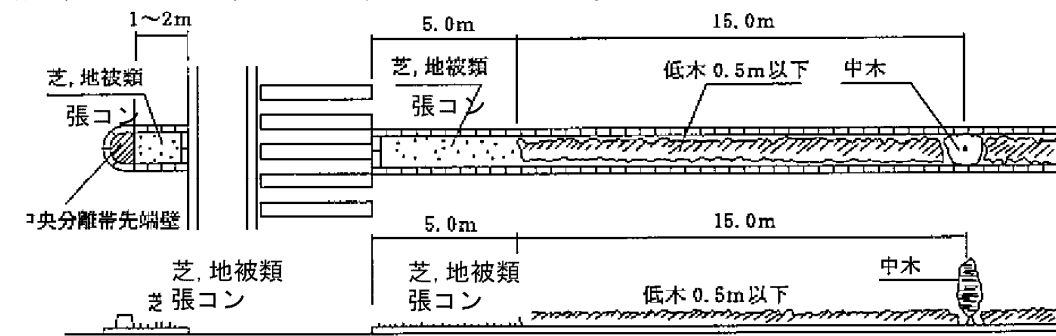 1～2m
5.0m
15.0m
芝,地被類
張コン
芝,地被類
張コン
低木0.5m以下
中木
央分離帯先端壁
5.0m
15.0m
芝,地被類
張コン
芝,地被類
張コン
低木0.5m以下
中木